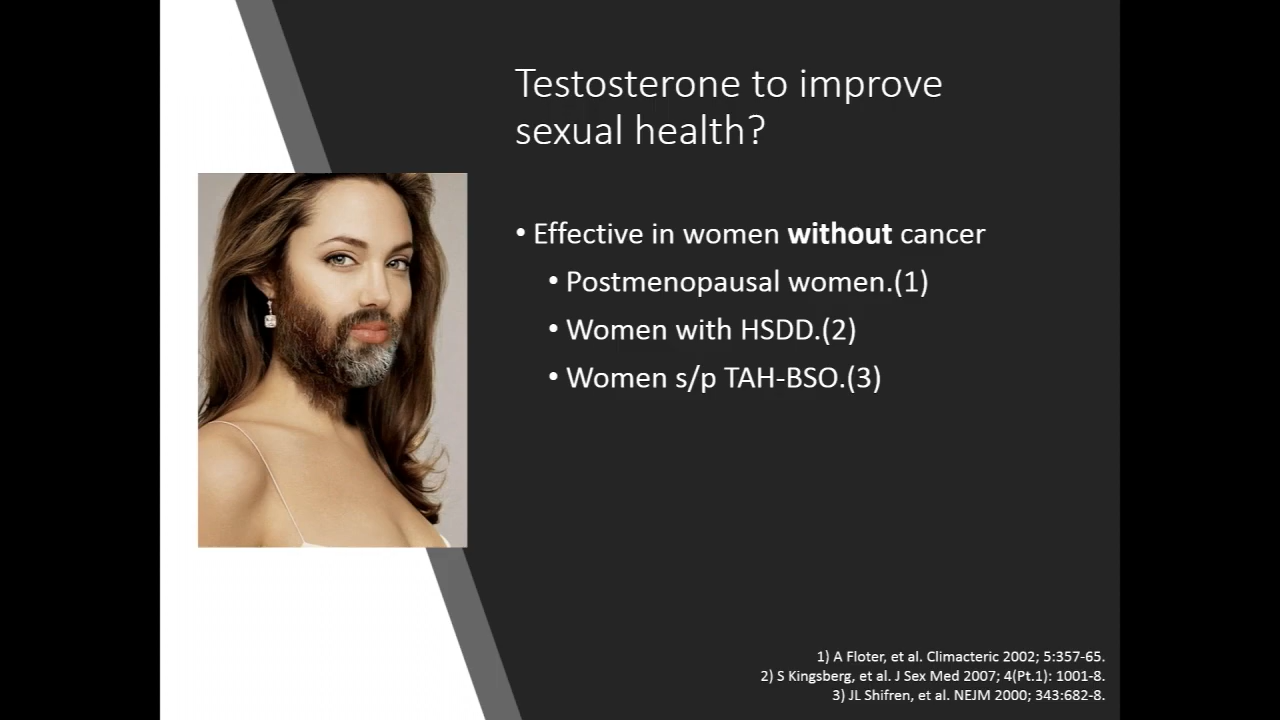 Testosterone to improve
sexual health?
• Effective in women without cancer
• Postmenopausal women.(1)
• Women with HSDD.(2)
• Women s/p TAH-BSO.(3)
1) A Floter, et al. Climacteric 2002; 5:357-65.
2) S Kingsberg, et al. J Sex Med 2007; 4(Pt.1): 1001-8.
3) JL Shifren, et al. NEJM 2000; 343:682-8.